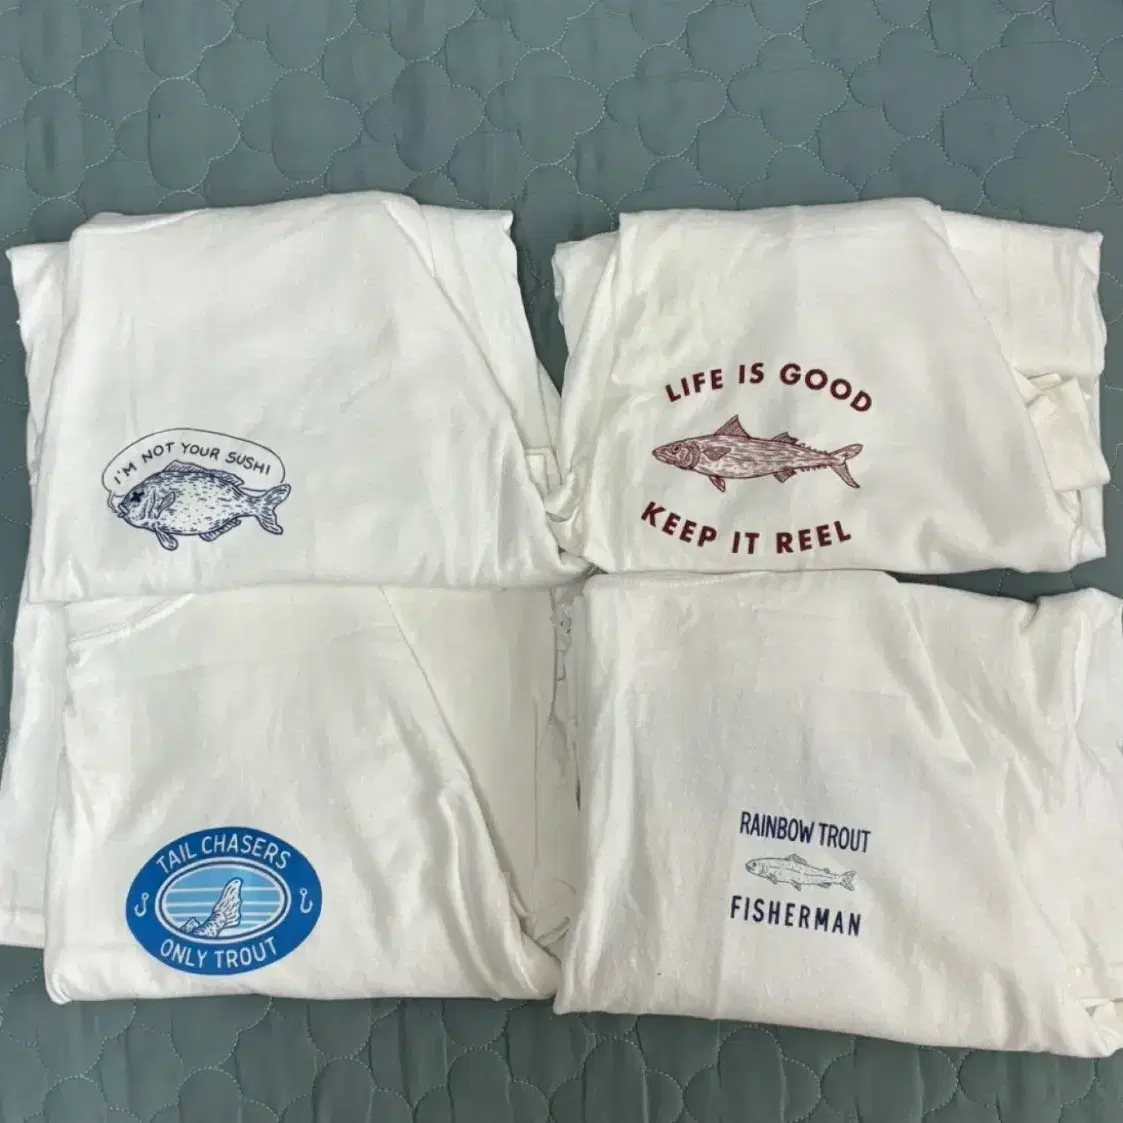 I'M NOT YOUR SUSHI
LIFE IS GOOD
KEEP IT REEL
TAIL CHASERS
ONLY TROUT
RAINBOW TROUT
FISHERMAN